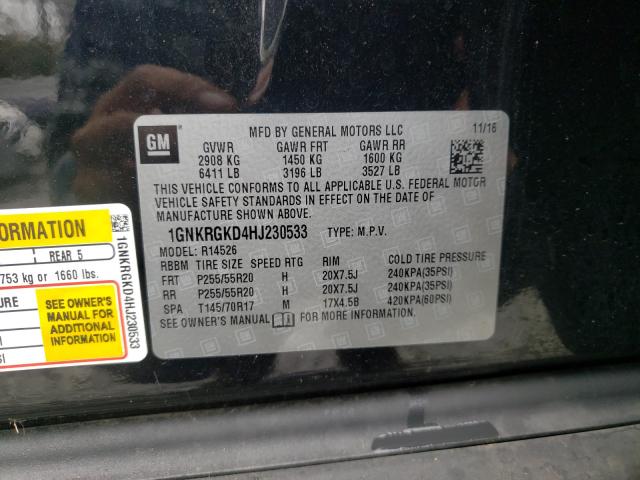 GM
MFD BY GENERAL MOTORS LLC
11/16
GVWR GAWR FRT GAWR RR
2908 KG 1450 KG 1600 KG
6411 LB 3196 LB 3527 LB
THIS VEHICLE CONFORMS TO ALL APPLICABLE U.S. FEDERAL MOTOR
VEHICLE SAFETY STANDARDS IN EFFECT ON THE DATE OF
MANUFACTURE SHOWN ABOVE.
1GNKRGKD4HJ230533 TYPE: M.P.V.
MODEL: R14526
RBBM TIRE SIZE SPEED RTG RIM COLD TIRE PRESSURE
FRT P255/55R20 H 20X7.5J 240KPA(35PSI)
RR P255/55R20 H 20X7.5J 240KPA(35PSI)
SPA T145/70R17 M 17X4.5B 420KPA(60PSI)
SEE OWNER'S MANUAL FOR MORE INFORMATION.
ORMATION
REAR 5
753 kg or 1660 lbs.
SURE
SEE OWNER'S
MANUAL FOR
ADDITIONAL
INFORMATION
1GNKRGKD4HJ230533